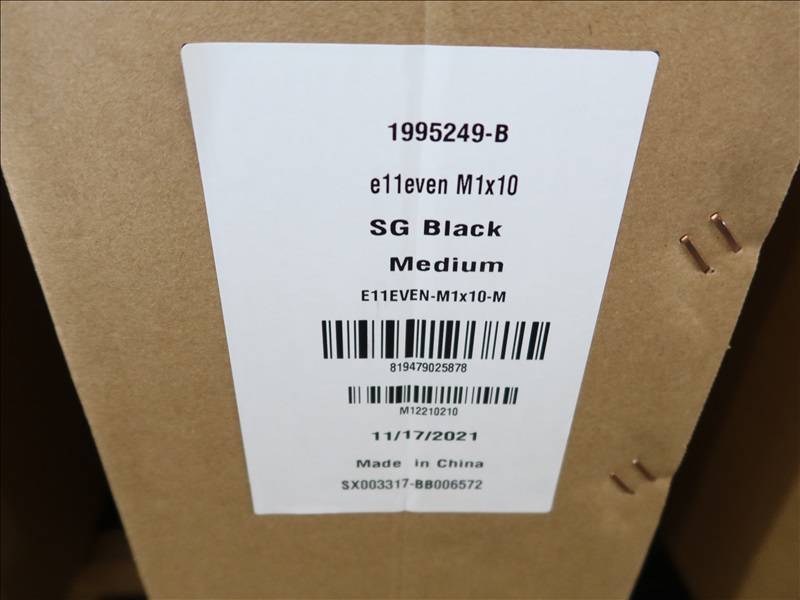 1995249-B
e11even M1x10
SG Black
Medium
E11EVEN-M1x10-M
819479025878
M12210210
11/17/2021
Made in China
SX003317-BB006572